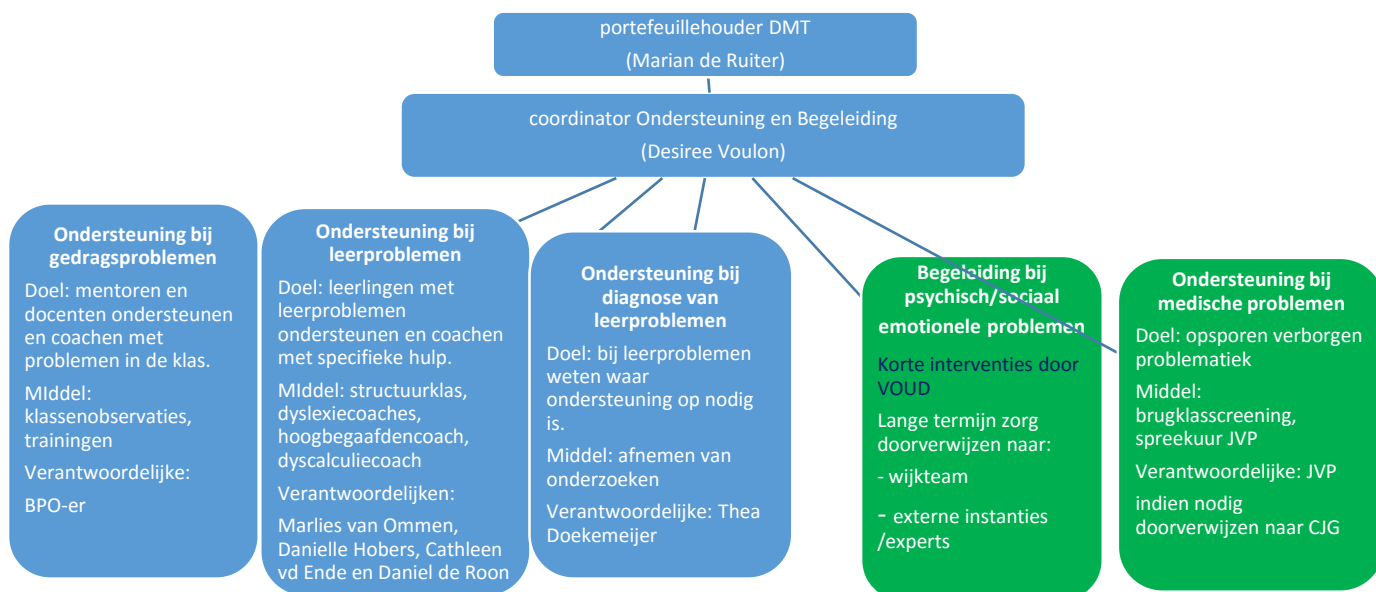 portefeuillehouder DMT
(Marian de Ruiter)
coordinator Ondersteuning en Begeleiding
(Desiree Voulon)
Ondersteuning bij
gedragsproblemen
Doel: mentoren en
docenten ondersteunen
en coachen met
problemen in de klas.
MIddel:
klassenobservaties,
trainingen
Verantwoordelijke:
BPO-er
Ondersteuning bij
leerproblemen
Doel: leerlingen met
leerproblemen
ondersteunen en coachen
met specifieke hulp.
MIddel: structuurklas,
dyslexiecoaches,
hoogbegaafdencoach,
dyscalculiecoach
Verantwoordelijken:
Marlies van Ommen,
Danielle Hobers, Cathleen
vd Ende en Daniel de Roon
Ondersteuning bij
diagnose van
leerproblemen
Doel: bij leerproblemen
weten waar
ondersteuning op nodig
is.
Middel: afnemen van
onderzoeken
Verantwoordelijke: Thea
Doekemeijer
Begeleiding bij
psychisch/sociaal
emotionele problemen
Korte interventies door
VOUD
Lange termijn zorg
doorverwijzen naar:
- wijkteam
- externe instanties
/experts
Ondersteuning bij
medische problemen
Doel: opsporen verborgen
problematiek
Middel:
brugklasscreening,
spreekuur JVP
Verantwoordelijke: JVP
indien nodig
doorverwijzen naar CJG